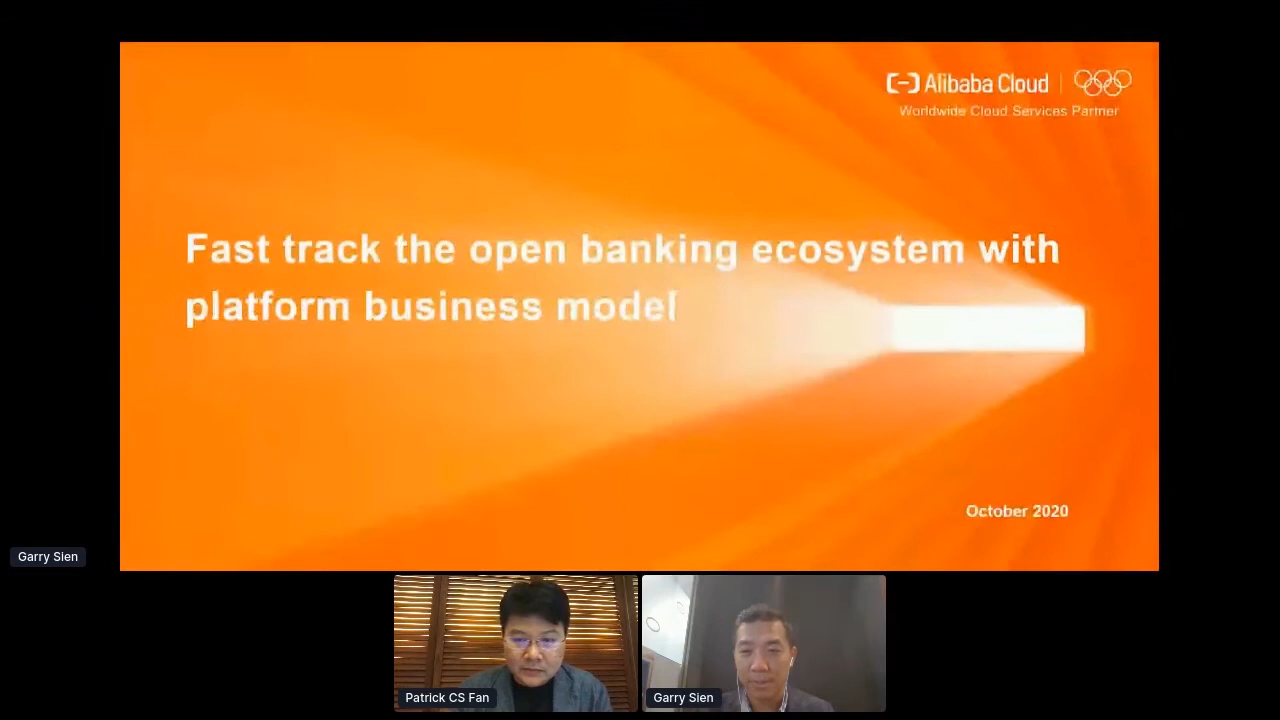 Alibaba Cloud
Worldwide Cloud Services Partner
Fast track the open banking ecosystem with
platform business model
October 2020
Garry Sien
Patrick CS Fan
Garry Sien